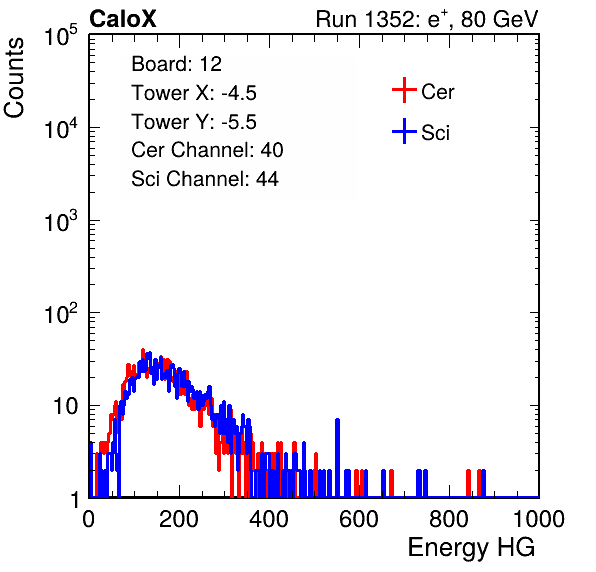 CaloX Run 1352: e⁺, 80 GeV
Counts
10⁵
10⁴
10³
10²
10
1
Board: 12
Tower X: -4.5
Tower Y: -5.5
Cer Channel: 40
Sci Channel: 44
Cer
Sci
0 200 400 600 800 1000
Energy HG